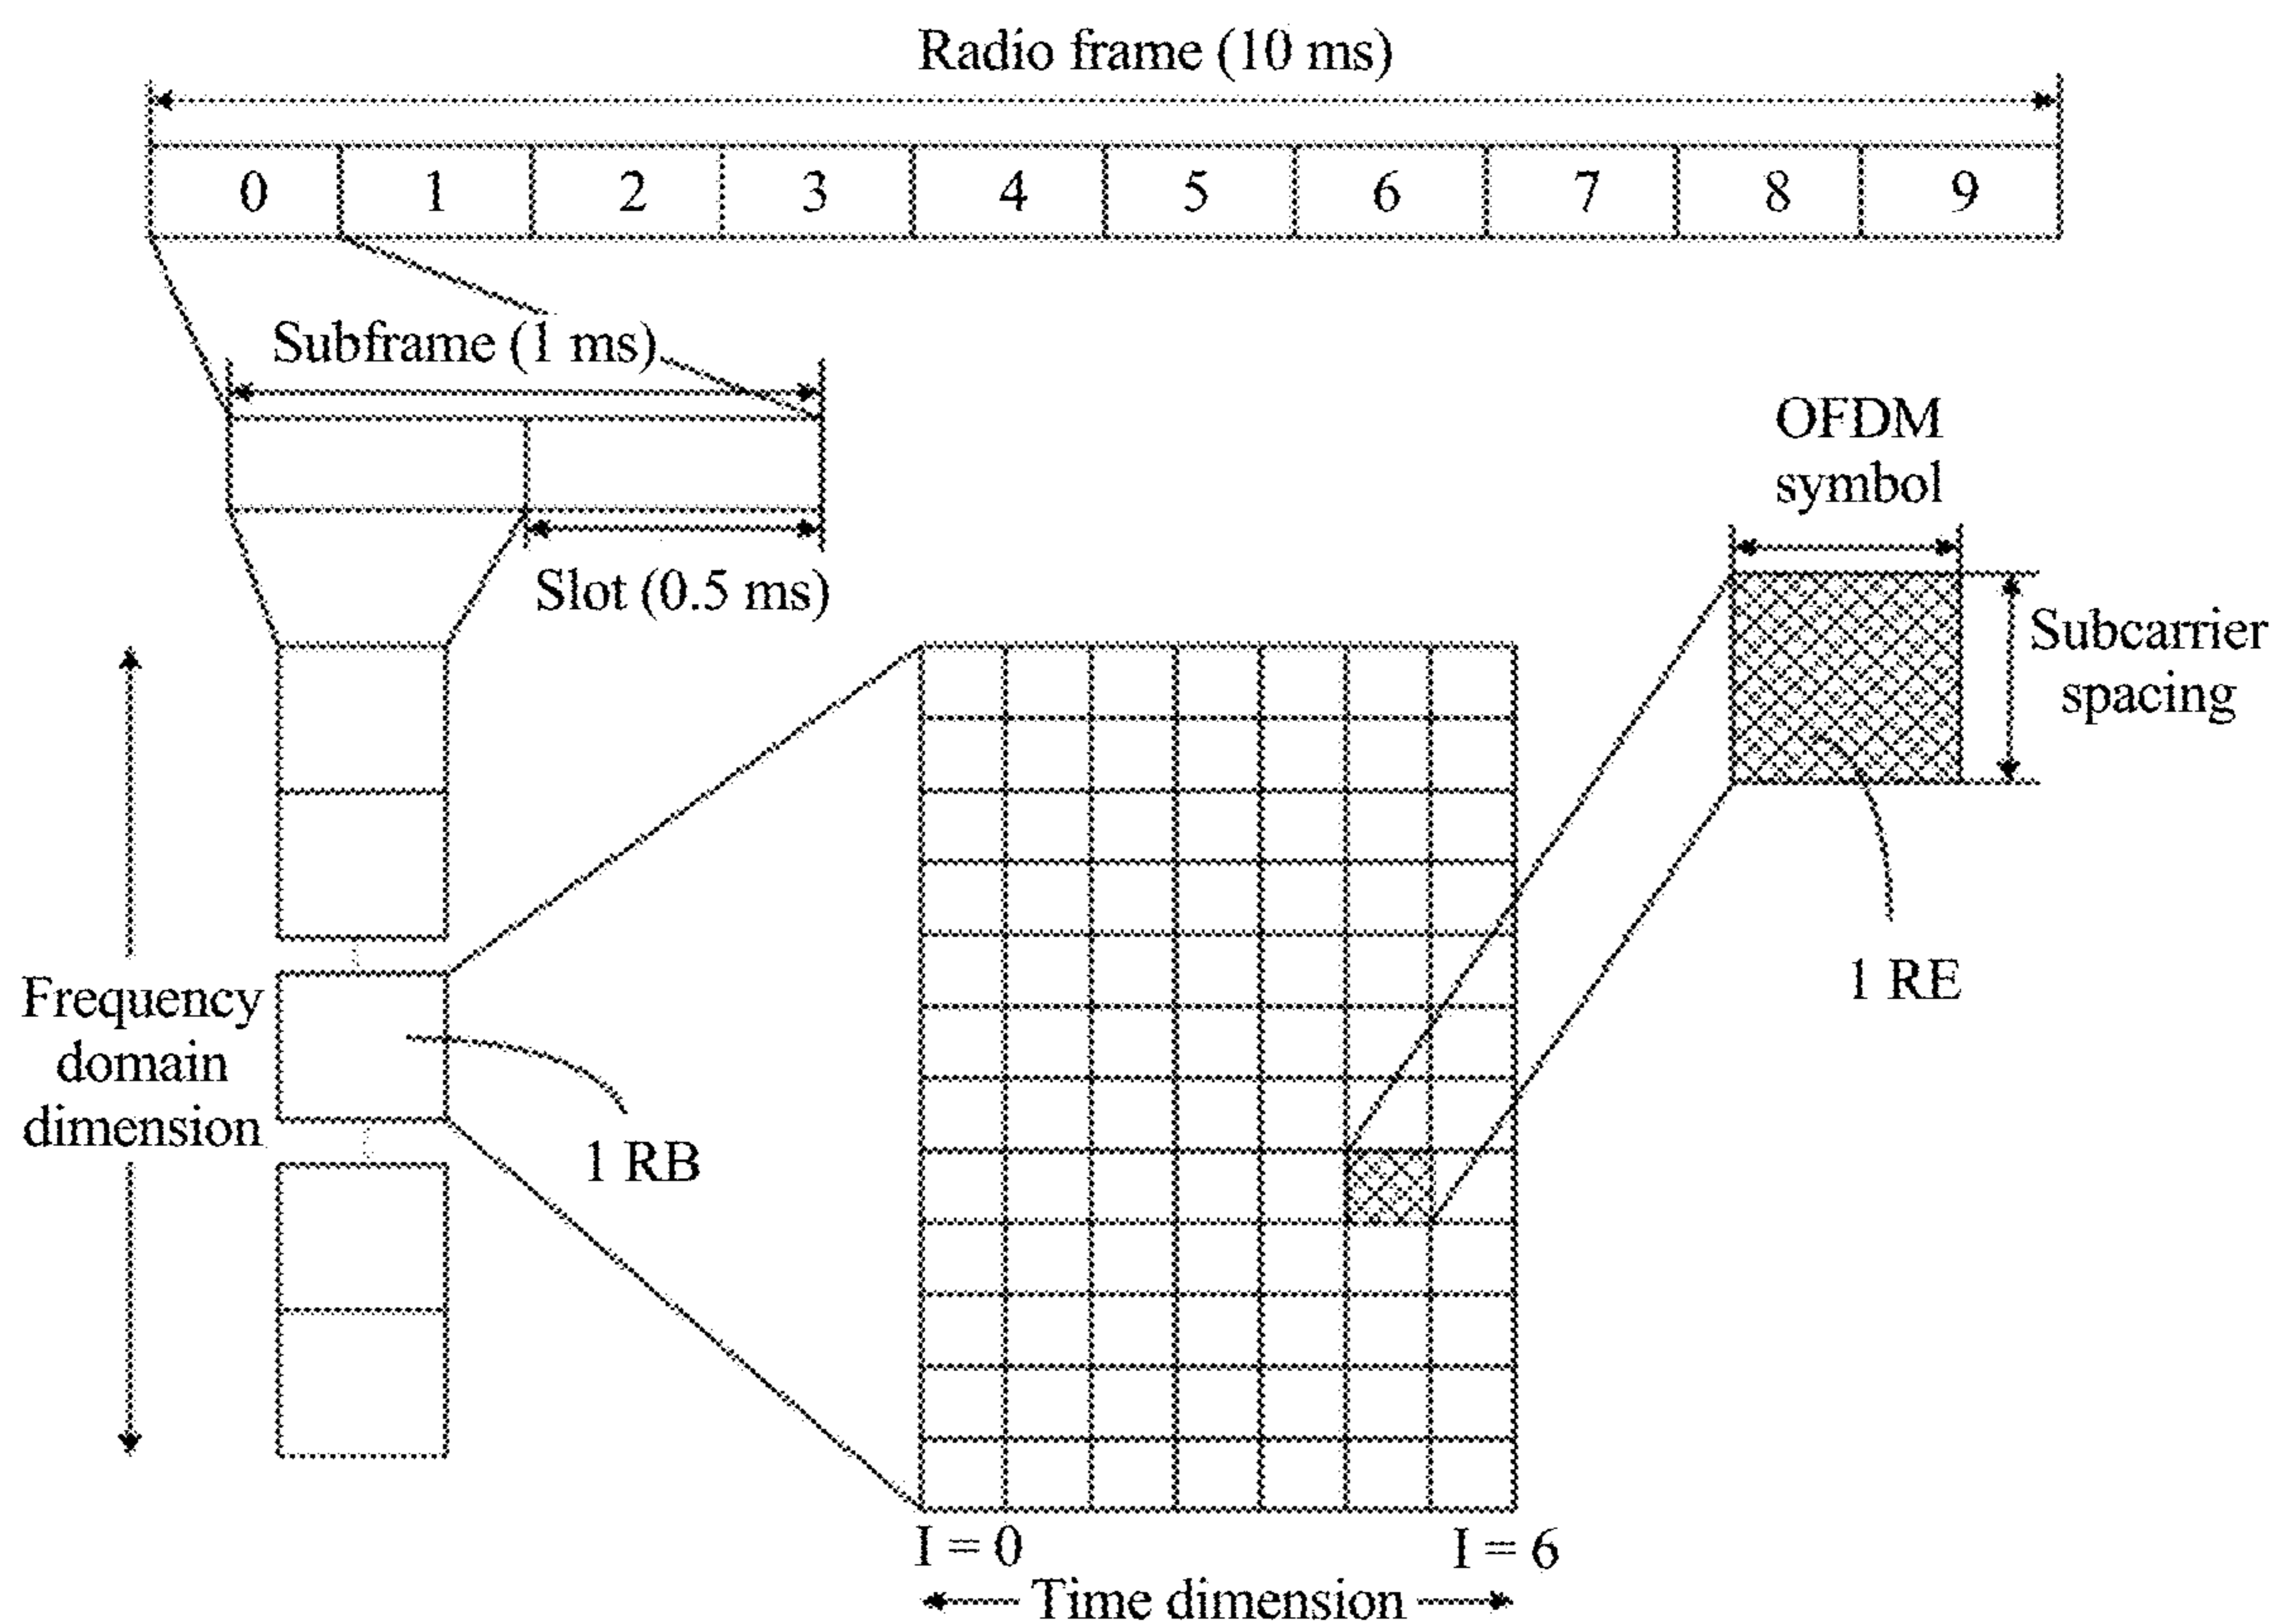 Radio frame (10 ms)
0 1 2 3 4 5 6 7 8 9
Subframe (1 ms)
Slot (0.5 ms)
OFDM
symbol
Subcarrier
spacing
1 RE
Frequency
domain
dimension
1 RB
I = 0
I = 6
Time dimension